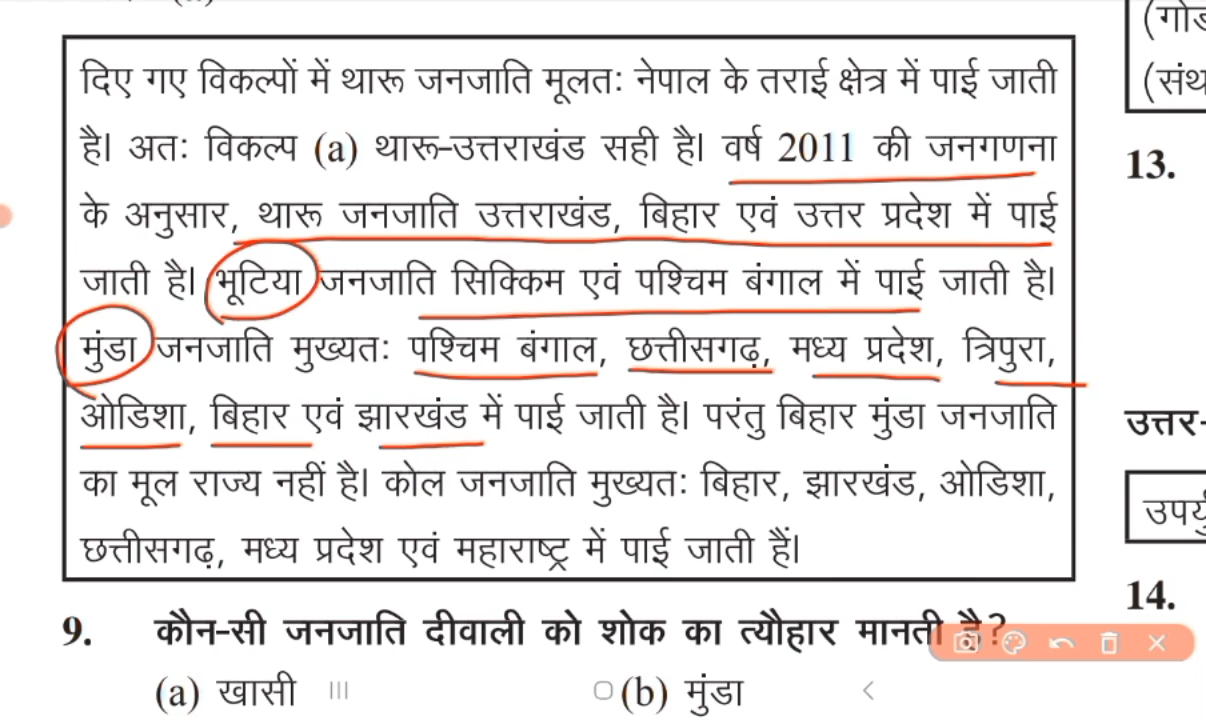 दिए गए विकल्पों में थारू जनजाति मूलतः नेपाल के तराई क्षेत्र में पाई जाती
है। अतः विकल्प (a) थारू-उत्तराखंड सही है। वर्ष 2011 की जनगणना
के अनुसार, थारू जनजाति उत्तराखंड, बिहार एवं उत्तर प्रदेश में पाई
जाती है। भूटिया जनजाति सिक्किम एवं पश्चिम बंगाल में पाई जाती है।
मुंडा जनजाति मुख्यतः पश्चिम बंगाल, छत्तीसगढ़, मध्य प्रदेश, त्रिपुरा,
ओडिशा, बिहार एवं झारखंड में पाई जाती है। परंतु बिहार मुंडा जनजाति
का मूल राज्य नहीं है। कोल जनजाति मुख्यतः बिहार, झारखंड, ओडिशा,
छत्तीसगढ़, मध्य प्रदेश एवं महाराष्ट्र में पाई जाती हैं।
9. कौन-सी जनजाति दीवाली को शोक का त्यौहार मानती है?
(a) खासी (b) मुंडा
13.
उत्तर-
14.